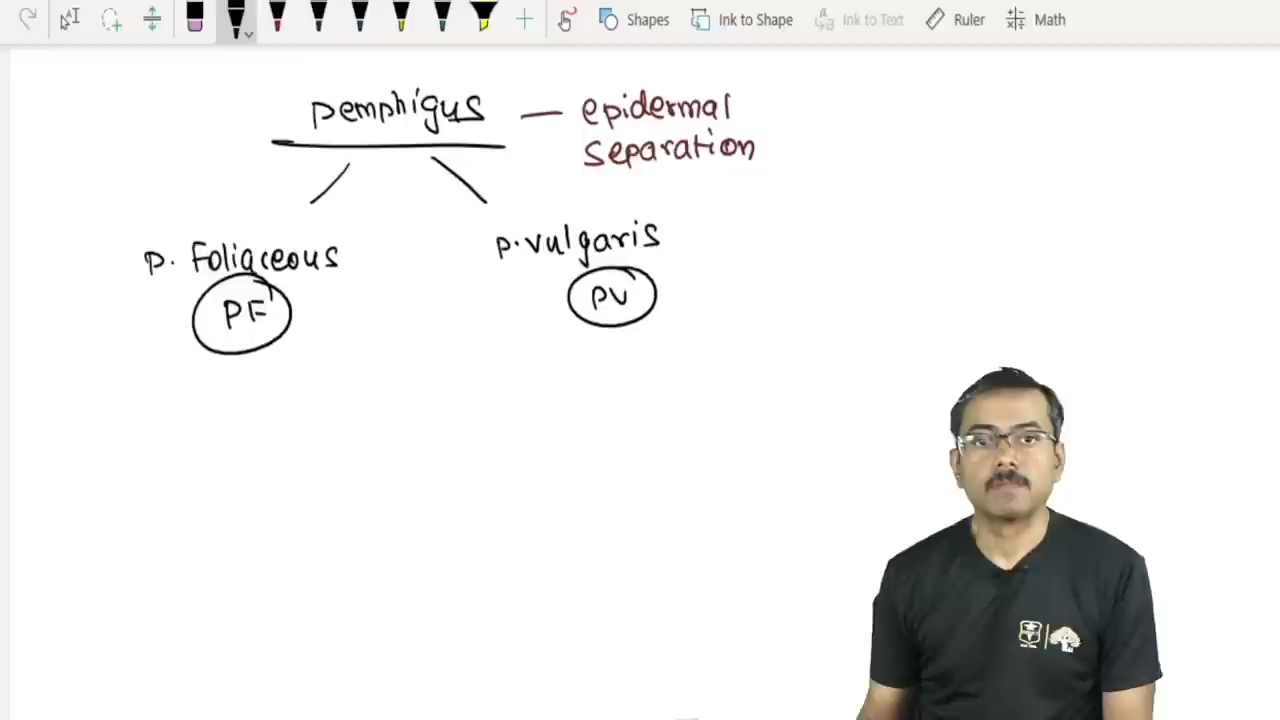 Shapes
Ink to Shape
Ink to Text
Ruler
Math
pemphigus — epidermal
separation
p. Foliaceous
p. vulgaris
PF
PV